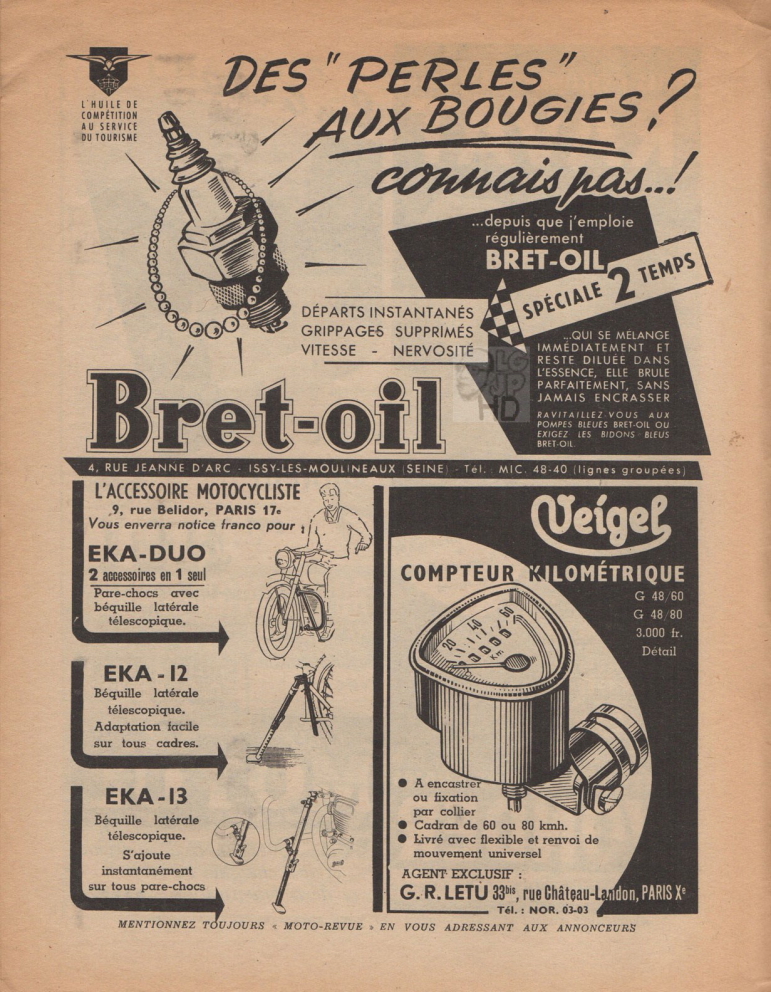 L'HUILE DE
COMPÉTITION
AU SERVICE
DU TOURISME
DES "PERLES"
AUX BOUGIES?
connais pas...!
...depuis que j'emploie
régulièrement
BRET-OIL
SPÉCIALE 2 TEMPS
DÉPARTS INSTANTANÉS
GRIPPAGES SUPPRIMÉS
VITESSE - NERVOSITÉ
...QUI SE MÉLANGE
IMMÉDIATEMENT ET
RESTE DILUÉE DANS
L'ESSENCE, ELLE BRULE
PARFAITEMENT, SANS
JAMAIS ENCRASSER
RAVITAILLEZ-VOUS AUX
POMPES BLEUES BRET-OIL OU
EXIGEZ LES BIDONS BLEUS
BRET-OIL.
HD
Bret-oil
4, RUE JEANNE D'ARC - ISSY-LES-MOULINEAUX (SEINE) - Tél. : MIC. 48-40 (lignes groupées)
L'ACCESSOIRE MOTOCYCLISTE
9, rue Belidor, PARIS 17e
Vous enverra notice franco pour :
EKA-DUO
2 accessoires en 1 seul
Pare-chocs avec
béquille latérale
télescopique.
EKA-12
Béquille latérale
télescopique.
Adaptation facile
sur tous cadres.
EKA-13
Béquille latérale
télescopique.
S'ajoute
instantanément
sur tous pare-chocs
Veigel
COMPTEUR KILOMÉTRIQUE
G 48/60
G 48/80
3.000 fr.
Détail
20 40 60
Km
● A encastrer
ou fixation
par collier
● Cadran de 60 ou 80 kmh.
● Livré avec flexible et renvoi de
mouvement universel
AGENT EXCLUSIF :
G. R. LETU 33bis, rue Château-Landon, PARIS Xe
Tél. : NOR. 03-03
MENTIONNEZ TOUJOURS « MOTO-REVUE » EN VOUS ADRESSANT AUX ANNONCEURS